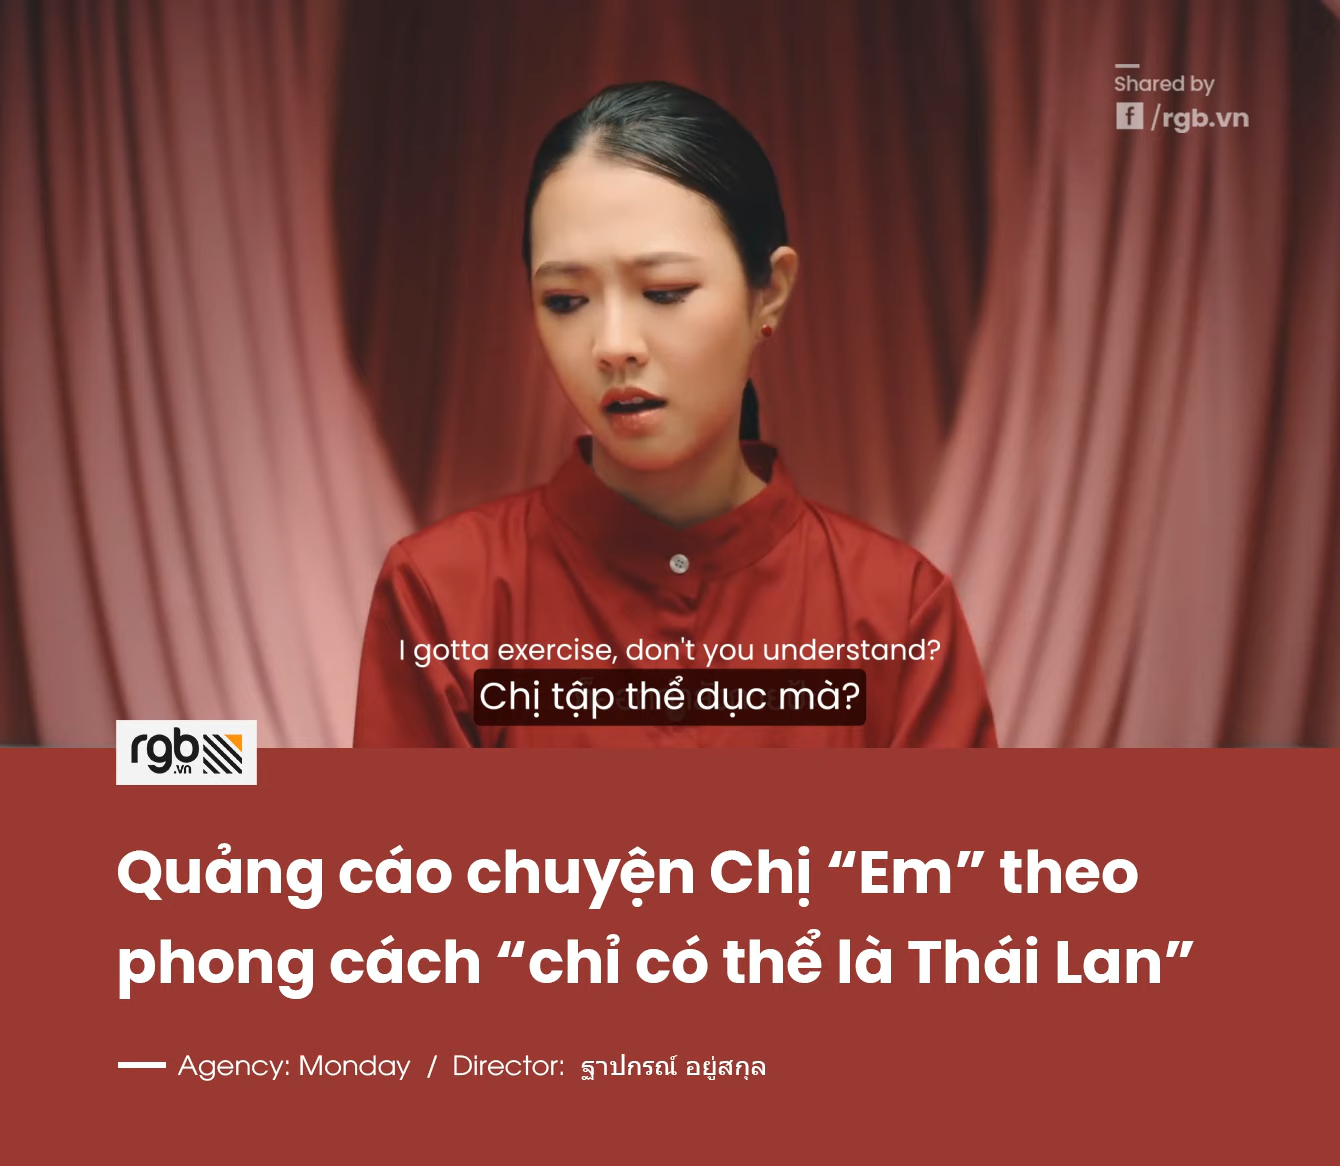 Shared by
f /rgb.vn
I gotta exercise, don't you understand?
Chị tập thể dục mà?
rgb
.vn
Quảng cáo chuyện Chị “Em” theo
phong cách “chỉ có thể là Thái Lan”
Agency: Monday / Director: ฐาปกรณ์ อยู่สกุล